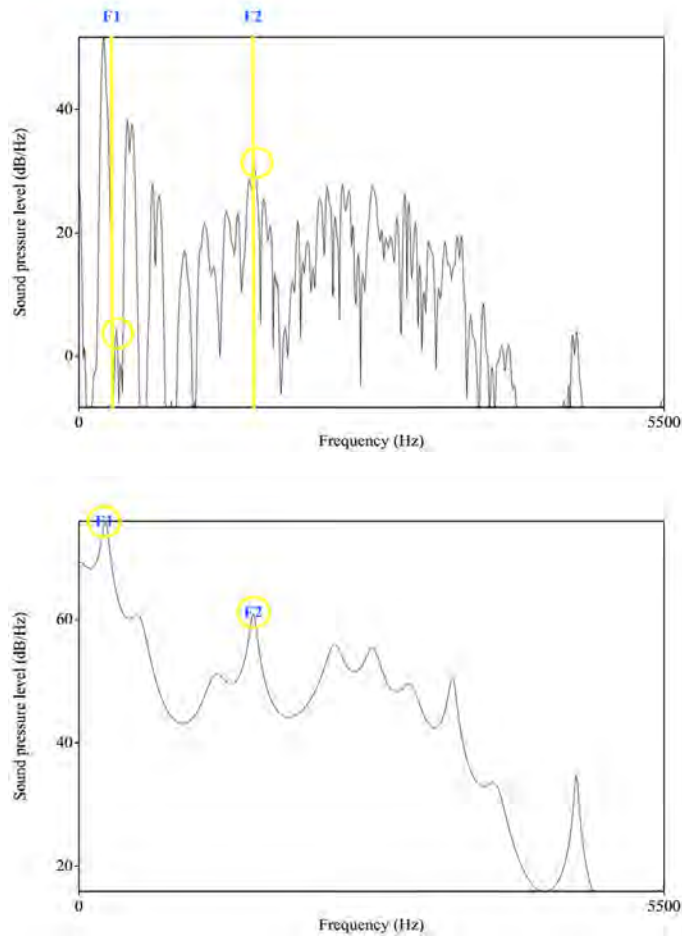 F1 F2
Sound pressure level (dB/Hz)
40
20
0
0 5500
Frequency (Hz)
F1
F2
Sound pressure level (dB/Hz)
60
40
20
0 5500
Frequency (Hz)